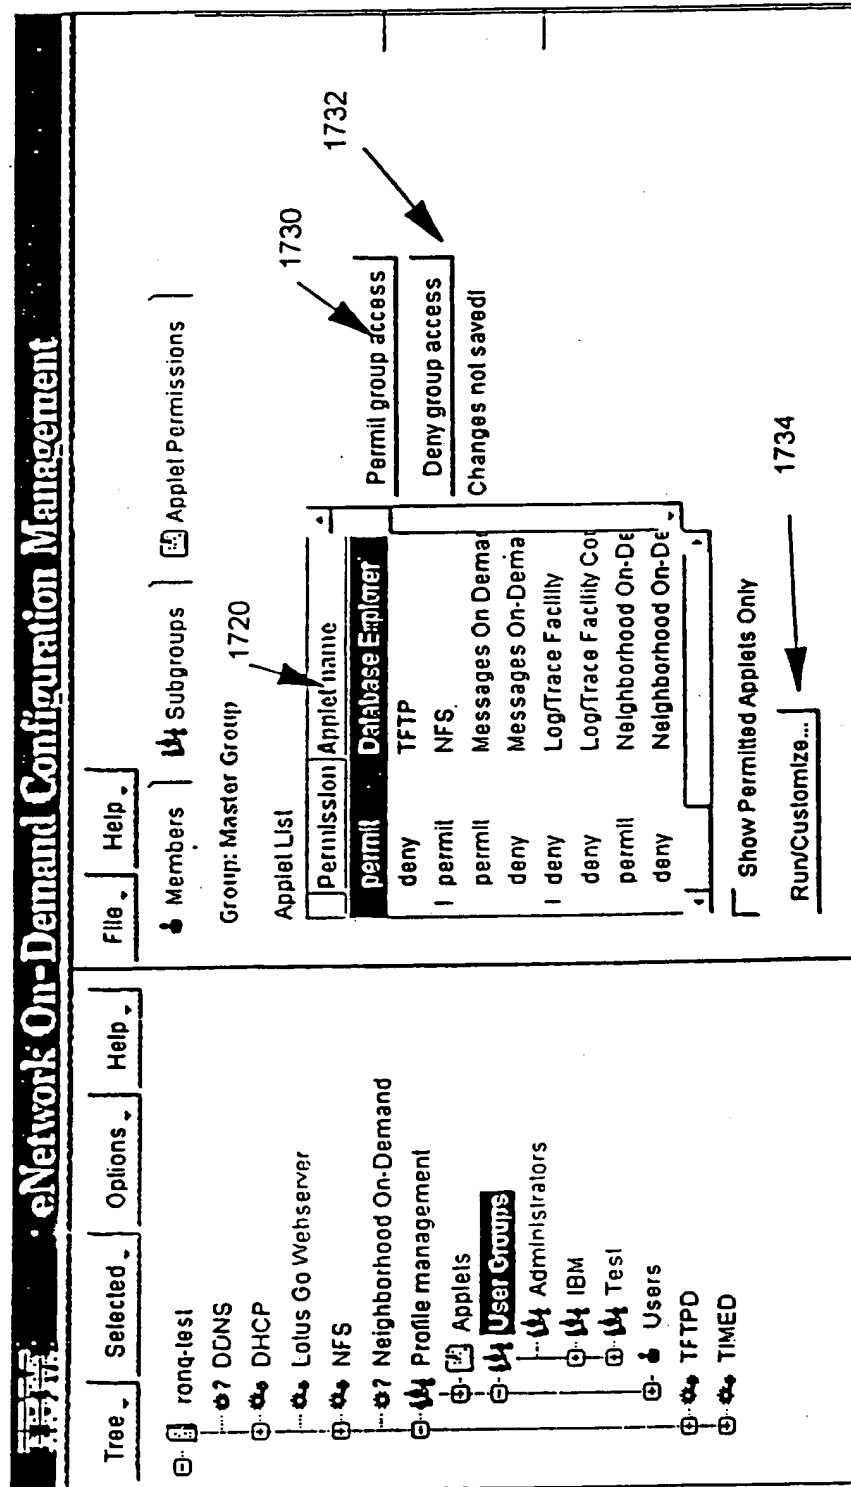 IBM eNetwork On-Demand Configuration Management
Tree Selected Options Help
ronq-test
? DDNS
DHCP
Lotus Go Webserver
NFS
? Neighborhood On-Demand
Profile management
Applets
User Groups
Administrators
IBM
Test
Users
TFTPD
TIMED
File Help
Members Subgroups Applet Permissions
Group: Master Group
1720
Applet List
Permission Applet name
permit Database Explorer
deny TFTP
permit NFS
permit Messages On Demac
deny Messages On-Dema
deny Log/Trace Facility
deny Log/Trace Facility Cor
permit Neighborhood On-De
deny Neighborhood On-De
Permit group access
1730
Deny group access
1732
Changes not saved!
Show Permitted Applets Only
Run/Customize...
1734